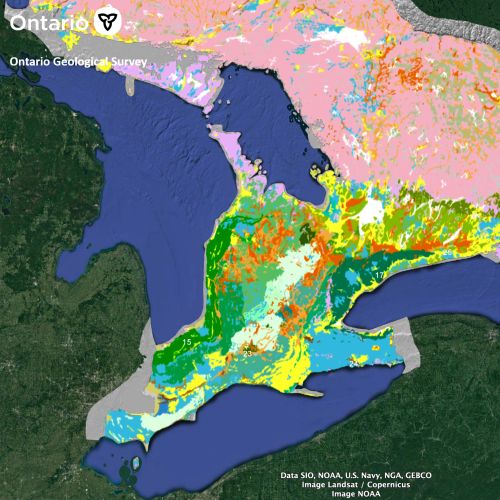 Ontario
Ontario Geological Survey
17
15
23
Data SIO, NOAA, U.S. Navy, NGA, GEBCO
Image Landsat / Copernicus
Image NOAA